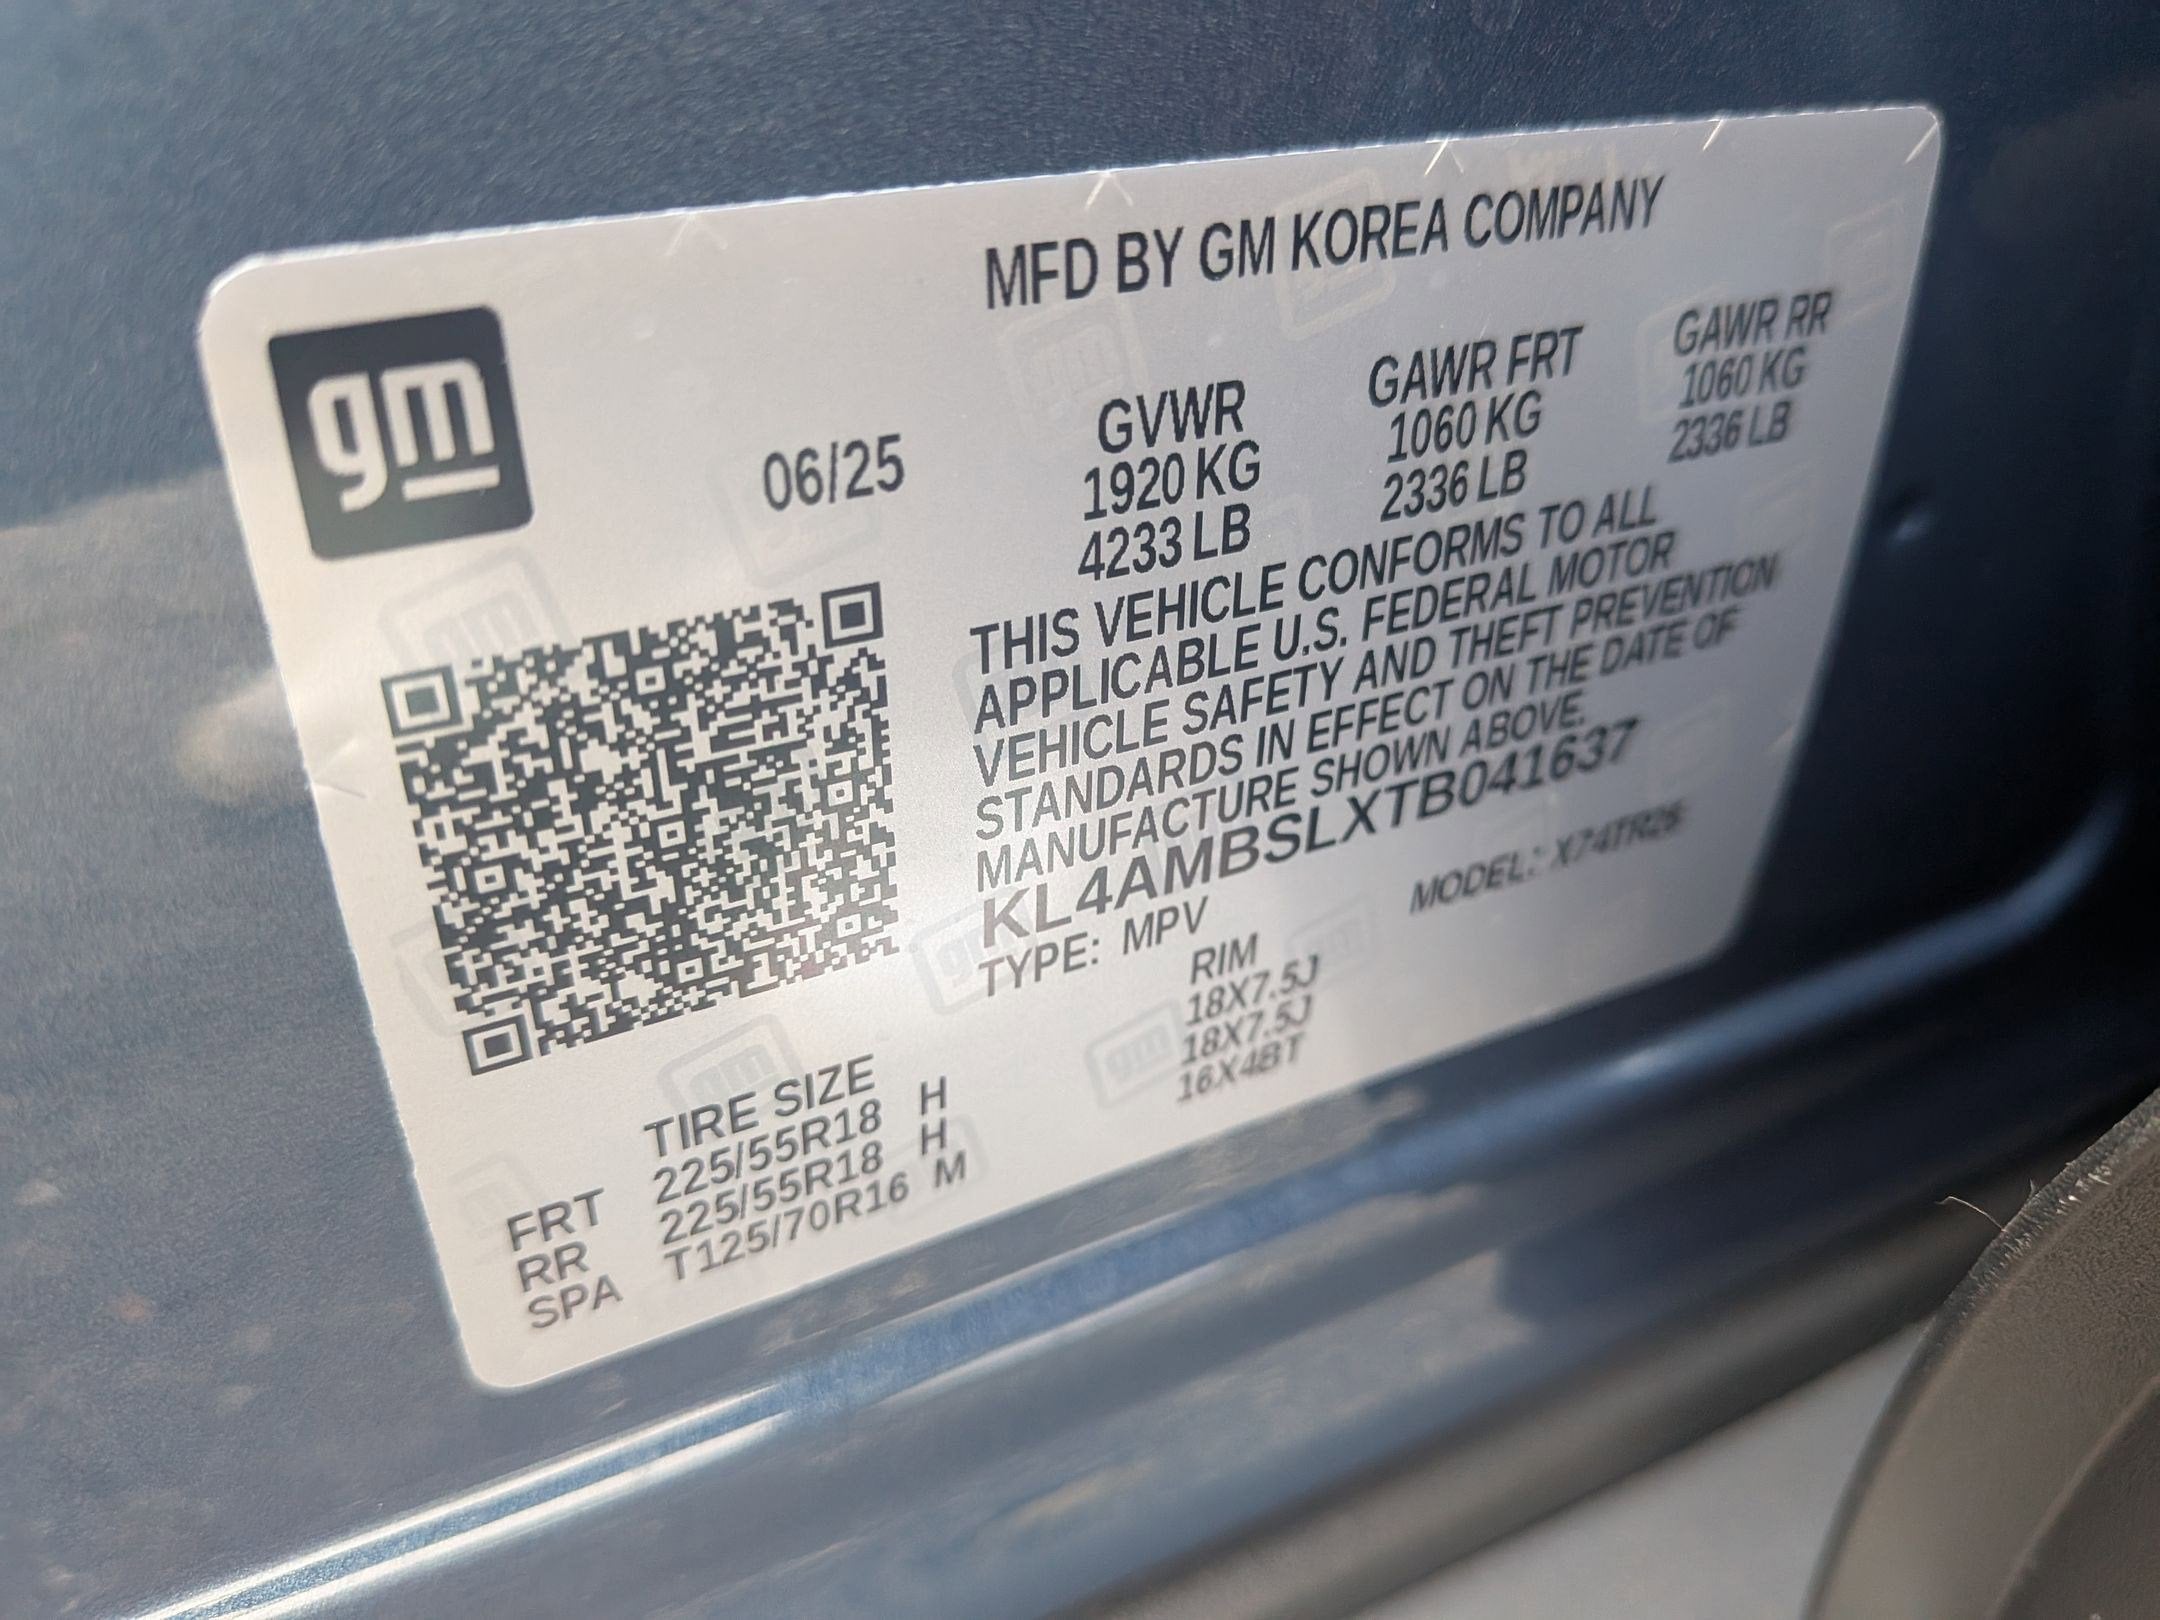 gm
MFD BY GM KOREA COMPANY
06/25
GVWR
1920 KG
4233 LB
GAWR FRT
1060 KG
2336 LB
GAWR RR
1060 KG
2336 LB
THIS VEHICLE CONFORMS TO ALL
APPLICABLE U.S. FEDERAL MOTOR
VEHICLE SAFETY AND THEFT PREVENTION
STANDARDS IN EFFECT ON THE DATE OF
MANUFACTURE SHOWN ABOVE.
KL4AMBSLXTB041637
TYPE: MPV MODEL: X74TR26
TIRE SIZE RIM
FRT 225/55R18 H 18X7.5J
RR 225/55R18 H 18X7.5J
SPA T125/70R16 M 16X4BT